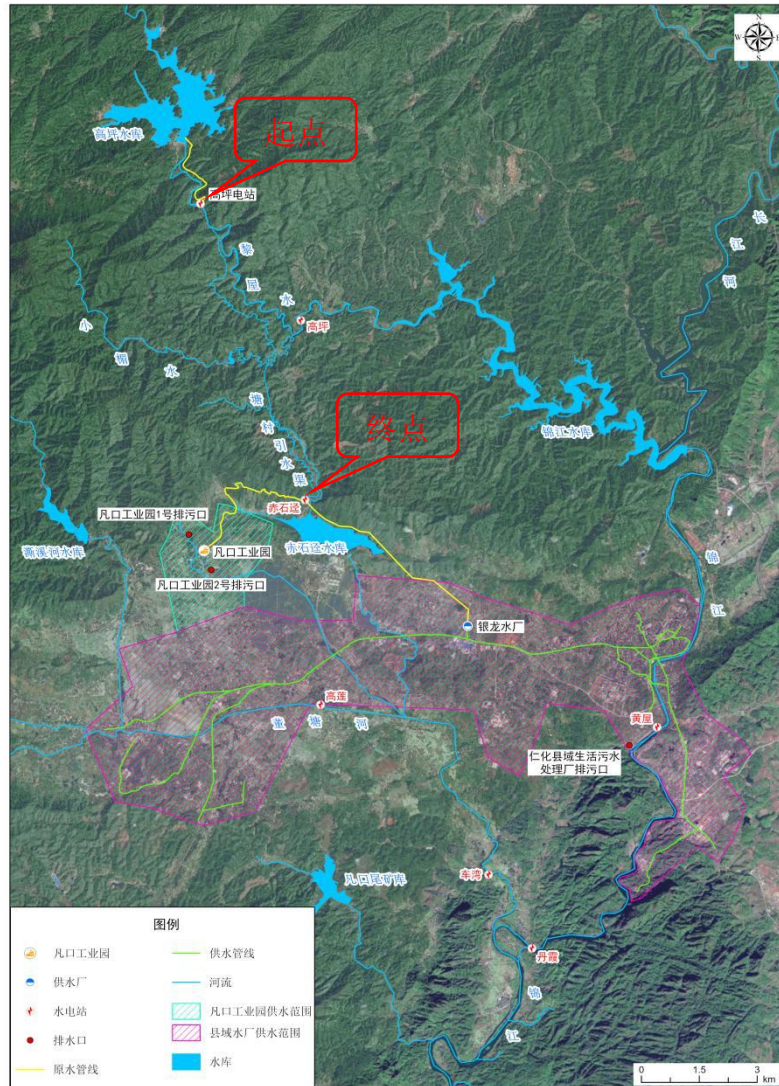 N
W
E
S
起点
高坪水库
高坪电站
长
江
河
黎
屋
水
高坪
小
堋
水
塘
村
引
水
渠
锦江水库
终点
赤石迳
凡口工业园1号排污口
凡口工业园
凡口工业园2号排污口
赤石迳水库
澌溪河水库
锦
江
银龙水厂
高莲
董
塘
河
黄屋
仁化县域生活污水
处理厂排污口
车湾
凡口尾矿库
丹霞
锦
江
图例
凡口工业园
供水管线
供水厂
河流
水电站
凡口工业园供水范围
排水口
县域水厂供水范围
原水管线
水库
0 1.5 3
km